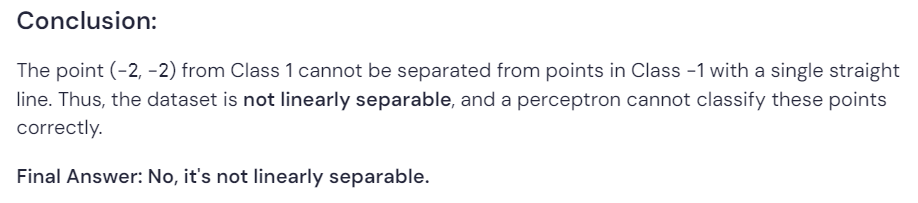 Conclusion:
The point (−2, −2) from Class 1 cannot be separated from points in Class −1 with a single straight
line. Thus, the dataset is not linearly separable, and a perceptron cannot classify these points
correctly.
Final Answer: No, it's not linearly separable.